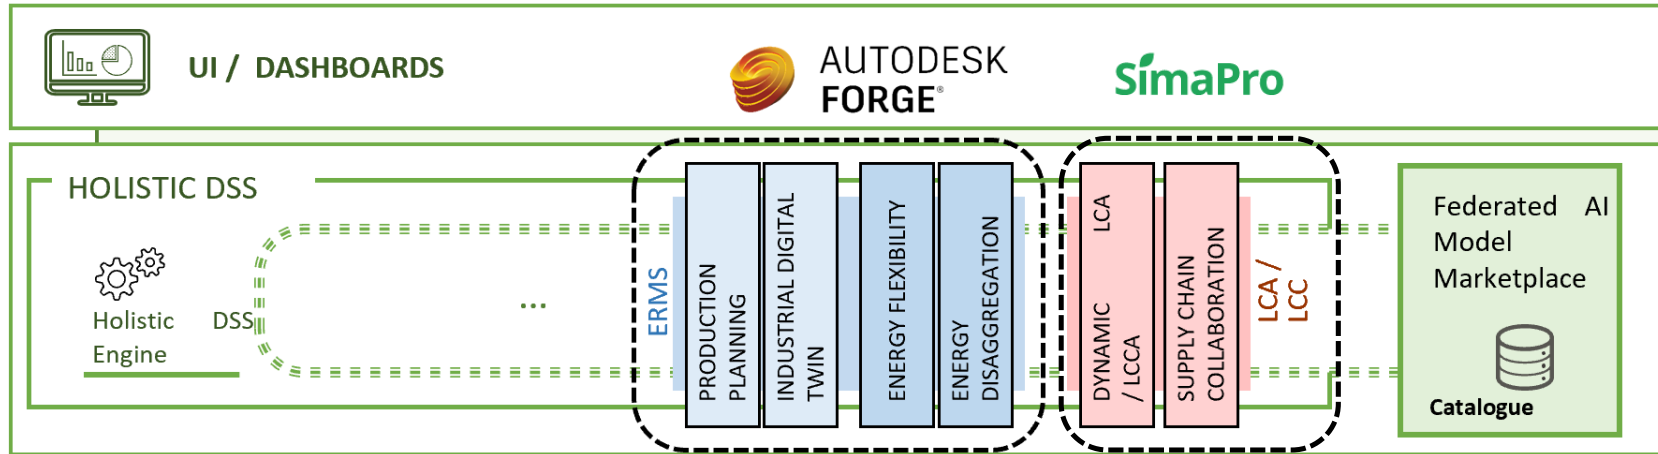 UI / DASHBOARDS
AUTODESK
FORGE®
SimaPro
HOLISTIC DSS
Holistic DSS
Engine
...
ERMS
PRODUCTION
PLANNING
INDUSTRIAL DIGITAL
TWIN
ENERGY FLEXIBILITY
ENERGY
DISAGGREGATION
DYNAMIC LCA
/ LCCA
SUPPLY CHAIN
COLLABORATION
LCA /
LCC
Federated AI
Model
Marketplace
Catalogue